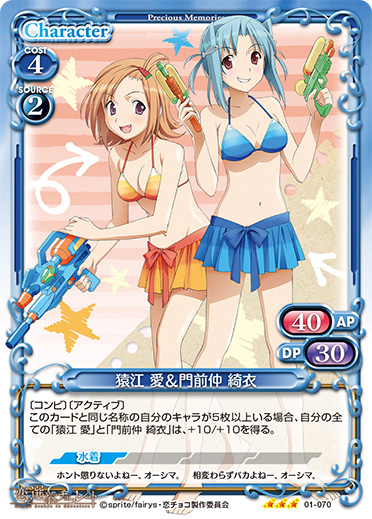 Precious Memories
Character
COST
4
SOURCE
2
40 AP
DP 30
猿江 愛＆門前仲 綺衣
［コンビ］〔アクティブ〕
このカードと同じ名称の自分のキャラが5枚以上いる場合、自分の全
ての「猿江 愛」と「門前仲 綺衣」は、+10/+10を得る。
水着
ホント懲りないよねー、オーシマ。　相変わらずバカよねー、オーシマ。
恋と選挙とチョコレート
©sprite/fairys・恋チョコ製作委員会
01-070